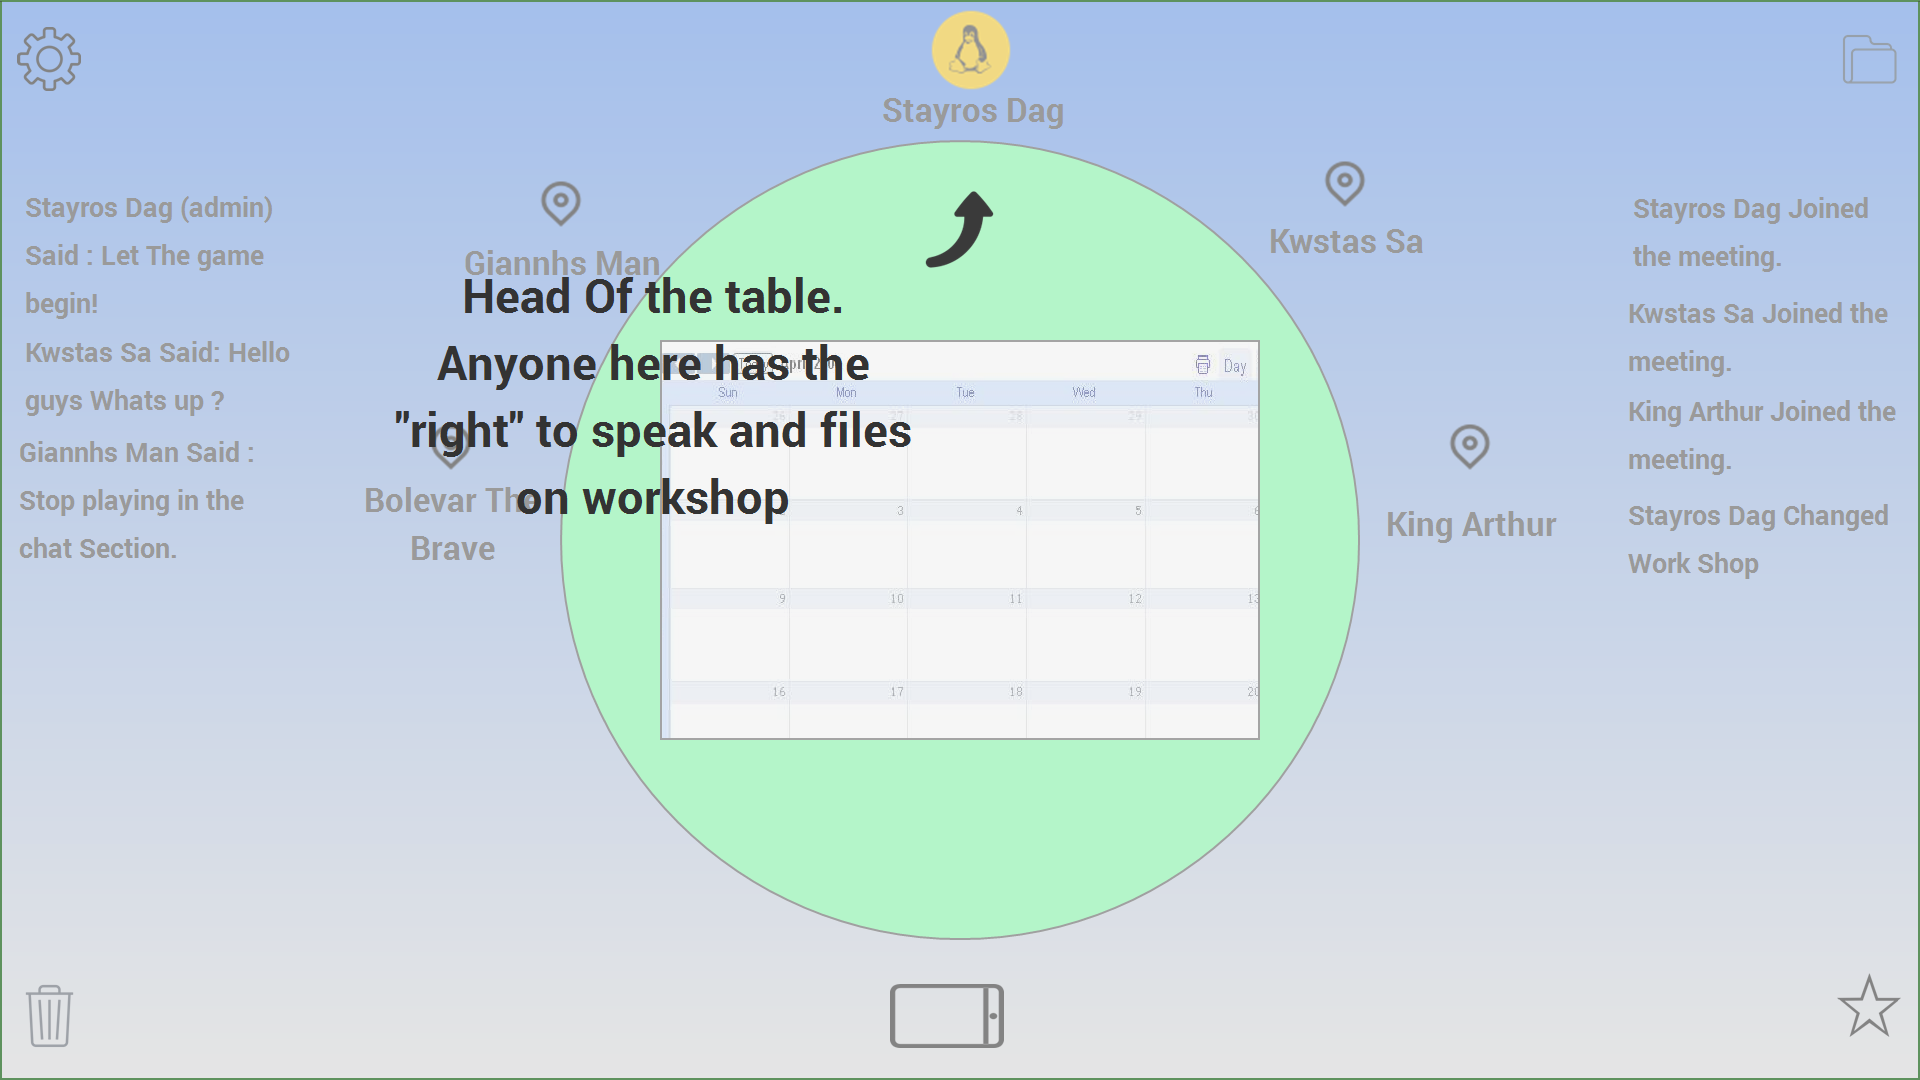 Stayros Dag
Stayros Dag (admin)
Said : Let The game
begin!
Kwstas Sa Said: Hello
guys Whats up ?
Giannhs Man Said :
Stop playing in the
chat Section.
Giannhs Man
Bolevar The
Brave
Head Of the table.
Anyone here has the
"right" to speak and files
on workshop
Day
Sun Mon Tue Wed Thu
26 27 28 29 30
3 4 5 6
9 10 11 12 13
16 17 18 19 20
Kwstas Sa
King Arthur
Stayros Dag Joined
the meeting.
Kwstas Sa Joined the
meeting.
King Arthur Joined the
meeting.
Stayros Dag Changed
Work Shop